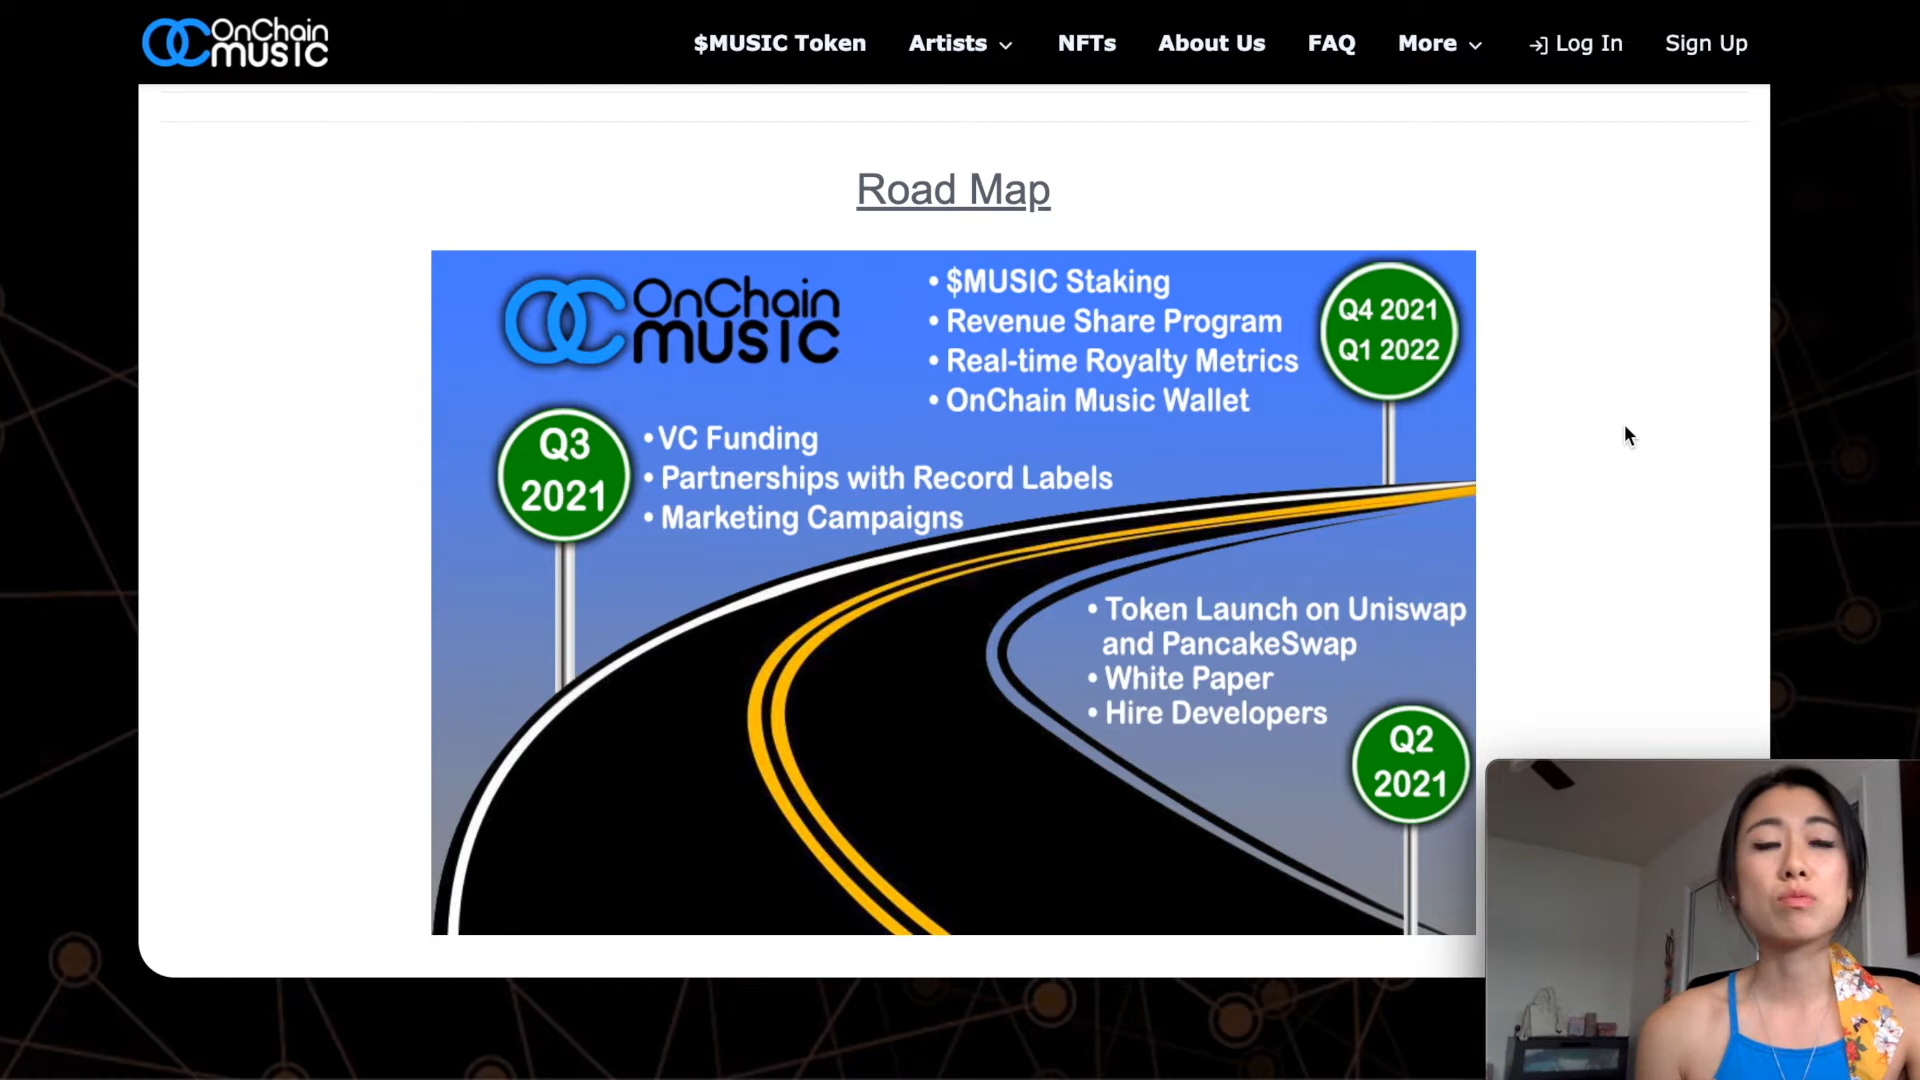 OnChain
music
$MUSIC Token
Artists
NFTs
About Us
FAQ
More
Log In
Sign Up
Road Map
OnChain
music
• $MUSIC Staking
• Revenue Share Program
• Real-time Royalty Metrics
• OnChain Music Wallet
Q4 2021
Q1 2022
Q3
2021
• VC Funding
• Partnerships with Record Labels
• Marketing Campaigns
• Token Launch on Uniswap
and PancakeSwap
• White Paper
• Hire Developers
Q2
2021